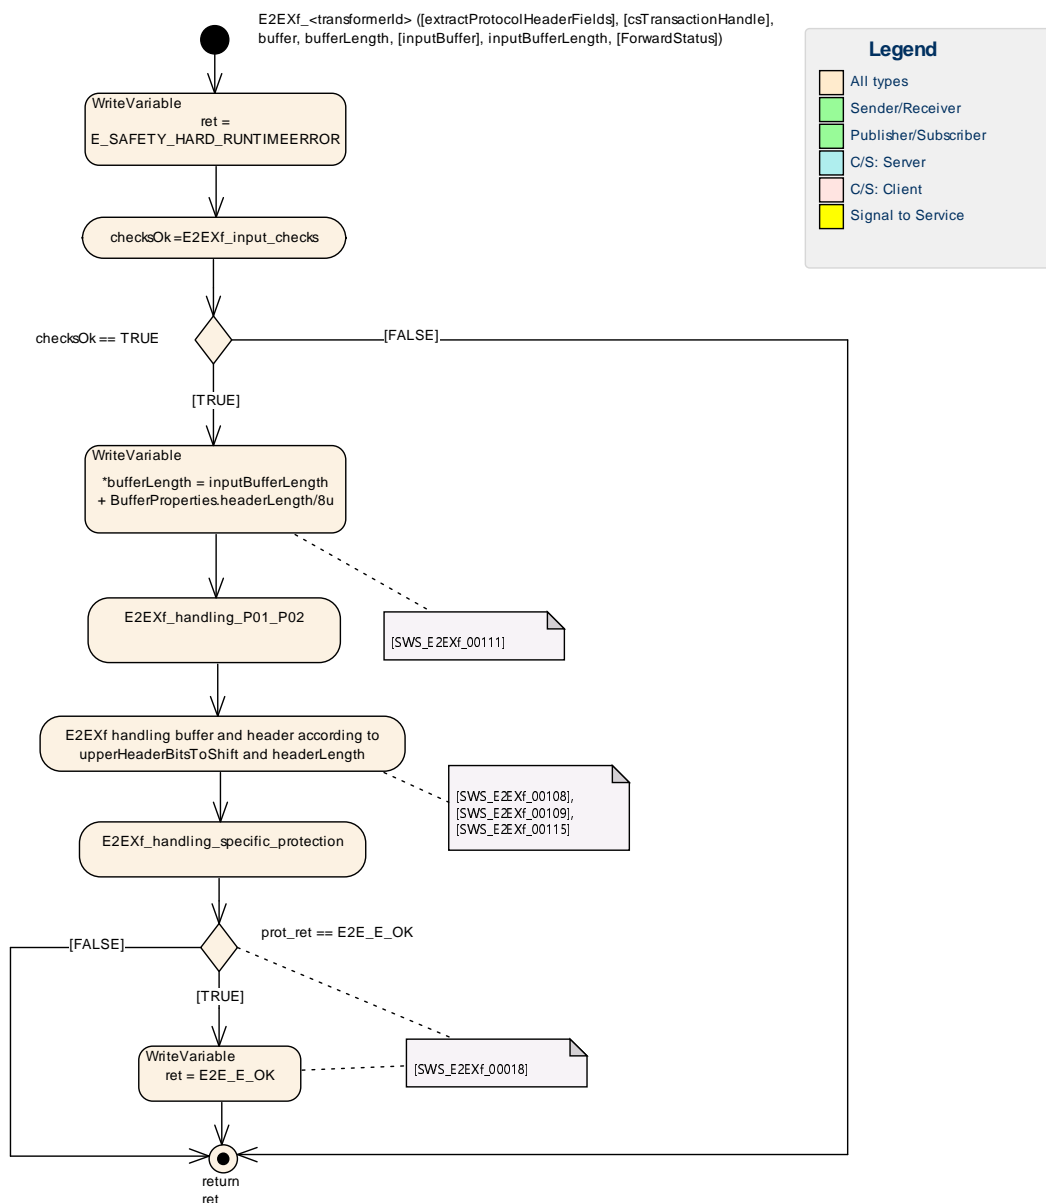 E2EXf_<transformerId> ([extractProtocolHeaderFields], [csTransactionHandle],
buffer, bufferLength, [inputBuffer], inputBufferLength, [ForwardStatus])
Legend
All types
Sender/Receiver
Publisher/Subscriber
C/S: Server
C/S: Client
Signal to Service
WriteVariable
ret =
E_SAFETY_HARD_RUNTIMEERROR
checksOk=E2EXf_input_checks
checksOk == TRUE
[FALSE]
[TRUE]
WriteVariable
*bufferLength = inputBufferLength
+ BufferProperties.headerLength/8u
E2EXf_handling_P01_P02
[SWS_E2EXf_00111]
E2EXf handling buffer and header according to
upperHeaderBitsToShift and headerLength
[SWS_E2EXf_00108],
[SWS_E2EXf_00109],
[SWS_E2EXf_00115]
E2EXf_handling_specific_protection
prot_ret == E2E_E_OK
[FALSE]
[TRUE]
WriteVariable
ret = E2E_E_OK
[SWS_E2EXf_00018]
return
ret